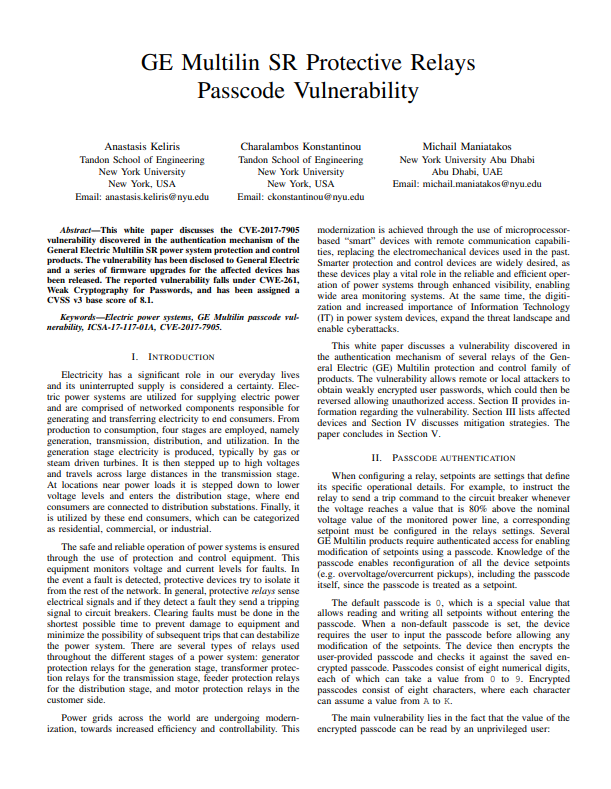 GE Multilin SR Protective Relays
Passcode Vulnerability
Anastasis Keliris
Tandon School of Engineering
New York University
New York, USA
Email: anastasis.keliris@nyu.edu
Charalambos Konstantinou
Tandon School of Engineering
New York University
New York, USA
Email: ckonstantinou@nyu.edu
Michail Maniatakos
New York University Abu Dhabi
Abu Dhabi, UAE
Email: michail.maniatakos@nyu.edu
Abstract—This white paper discusses the CVE-2017-7905
vulnerability discovered in the authentication mechanism of the
General Electric Multilin SR power system protection and control
products. The vulnerability has been disclosed to General Electric
and a series of firmware upgrades for the affected devices has
been released. The reported vulnerability falls under CWE-261,
Weak Cryptography for Passwords, and has been assigned a
CVSS v3 base score of 8.1.
Keywords—Electric power systems, GE Multilin passcode vul-
nerability, ICSA-17-117-01A, CVE-2017-7905.
I. INTRODUCTION
Electricity has a significant role in our everyday lives
and its uninterrupted supply is considered a certainty. Elec-
tric power systems are utilized for supplying electric power
and are comprised of networked components responsible for
generating and transferring electricity to end consumers. From
production to consumption, four stages are employed, namely
generation, transmission, distribution, and utilization. In the
generation stage electricity is produced, typically by gas or
steam driven turbines. It is then stepped up to high voltages
and travels across large distances in the transmission stage.
At locations near power loads it is stepped down to lower
voltage levels and enters the distribution stage, where end
consumers are connected to distribution substations. Finally, it
is utilized by these end consumers, which can be categorized
as residential, commercial, or industrial.
The safe and reliable operation of power systems is ensured
through the use of protection and control equipment. This
equipment monitors voltage and current levels for faults. In
the event a fault is detected, protective devices try to isolate it
from the rest of the network. In general, protective relays sense
electrical signals and if they detect a fault they send a tripping
signal to circuit breakers. Clearing faults must be done in the
shortest possible time to prevent damage to equipment and
minimize the possibility of subsequent trips that can destabilize
the power system. There are several types of relays used
throughout the different stages of a power system: generator
protection relays for the generation stage, transformer protec-
tion relays for the transmission stage, feeder protection relays
for the distribution stage, and motor protection relays in the
customer side.
Power grids across the world are undergoing modern-
ization, towards increased efficiency and controllability. This
modernization is achieved through the use of microprocessor-
based “smart” devices with remote communication capabili-
ties, replacing the electromechanical devices used in the past.
Smarter protection and control devices are widely desired, as
these devices play a vital role in the reliable and efficient oper-
ation of power systems through enhanced visibility, enabling
wide area monitoring systems. At the same time, the digiti-
zation and increased importance of Information Technology
(IT) in power system devices, expand the threat landscape and
enable cyberattacks.
This white paper discusses a vulnerability discovered in
the authentication mechanism of several relays of the Gen-
eral Electric (GE) Multilin protection and control family of
products. The vulnerability allows remote or local attackers to
obtain weakly encrypted user passwords, which could then be
reversed allowing unauthorized access. Section II provides in-
formation regarding the vulnerability. Section III lists affected
devices and Section IV discusses mitigation strategies. The
paper concludes in Section V.
II. PASSCODE AUTHENTICATION
When configuring a relay, setpoints are settings that define
its specific operational details. For example, to instruct the
relay to send a trip command to the circuit breaker whenever
the voltage reaches a value that is 80% above the nominal
voltage value of the monitored power line, a corresponding
setpoint must be configured in the relays settings. Several
GE Multilin products require authenticated access for enabling
modification of setpoints using a passcode. Knowledge of the
passcode enables reconfiguration of all the device setpoints
(e.g. overvoltage/overcurrent pickups), including the passcode
itself, since the passcode is treated as a setpoint.
The default passcode is 0, which is a special value that
allows reading and writing all setpoints without entering the
passcode. When a non-default passcode is set, the device
requires the user to input the passcode before allowing any
modification of the setpoints. The device then encrypts the
user-provided passcode and checks it against the saved en-
crypted passcode. Passcodes consist of eight numerical digits,
each of which can take a value from 0 to 9. Encrypted
passcodes consist of eight characters, where each character
can assume a value from A to K.
The main vulnerability lies in the fact that the value of the
encrypted passcode can be read by an unprivileged user: